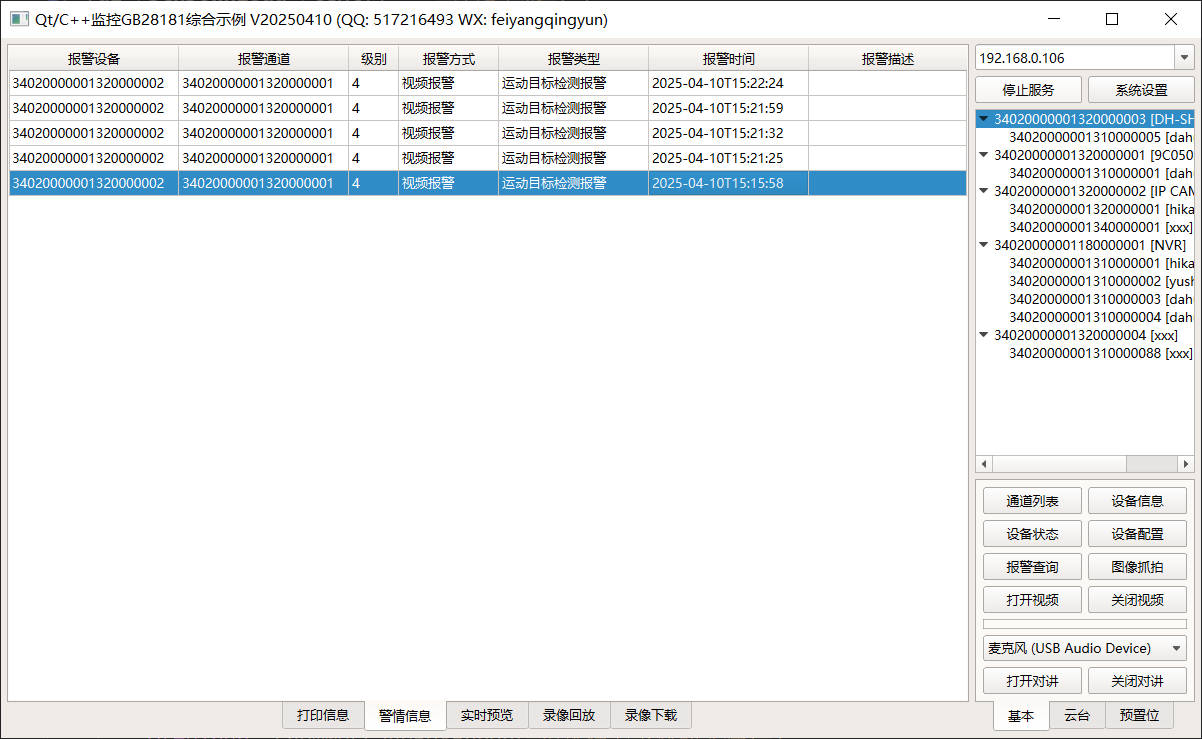 Qt/C++监控GB28181综合示例 V20250410 (QQ: 517216493 WX: feiyangqingyun)
报警设备 报警通道 级别 报警方式 报警类型 报警时间 报警描述
34020000001320000002 34020000001320000001 4 视频报警 运动目标检测报警 2025-04-10T15:22:24
34020000001320000002 34020000001320000001 4 视频报警 运动目标检测报警 2025-04-10T15:21:59
34020000001320000002 34020000001320000001 4 视频报警 运动目标检测报警 2025-04-10T15:21:32
34020000001320000002 34020000001320000001 4 视频报警 运动目标检测报警 2025-04-10T15:21:25
34020000001320000002 34020000001320000001 4 视频报警 运动目标检测报警 2025-04-10T15:15:58
打印信息 警情信息 实时预览 录像回放 录像下载
192.168.0.106
停止服务 系统设置
34020000001320000003 [DH-SH
34020000001310000005 [dah
34020000001320000001 [9C050
34020000001310000001 [dah
34020000001320000002 [IP CAM
34020000001320000001 [hika
34020000001340000001 [xxx]
34020000001180000001 [NVR]
34020000001310000001 [hika
34020000001310000002 [yush
34020000001310000003 [dah
34020000001310000004 [dah
34020000001320000004 [xxx]
34020000001310000088 [xxx]
通道列表 设备信息
设备状态 设备配置
报警查询 图像抓拍
打开视频 关闭视频
麦克风 (USB Audio Device)
打开对讲 关闭对讲
基本 云台 预置位